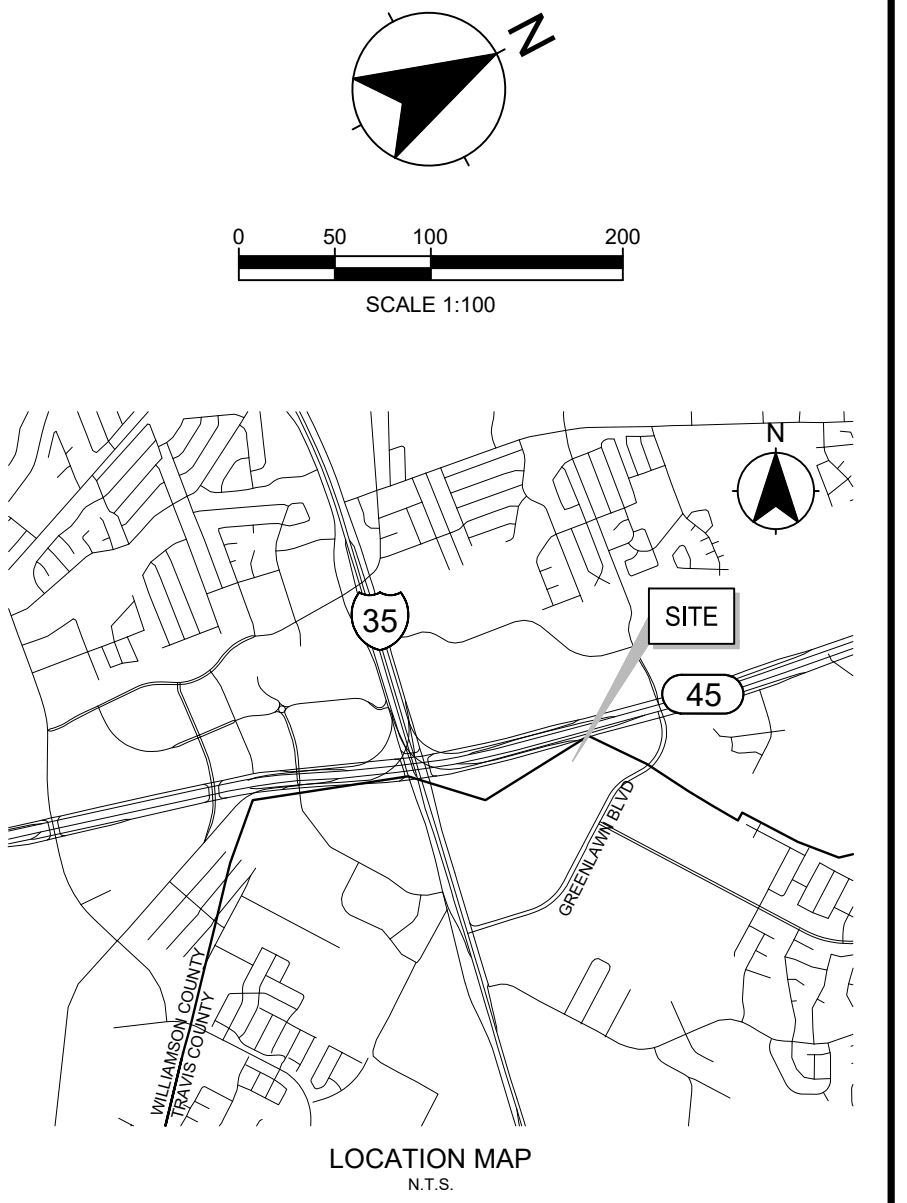 N
0 50 100 200
SCALE 1:100
N
35
SITE
45
GREENLAWN BLVD
WILLIAMSON COUNTY
TRAVIS COUNTY
LOCATION MAP
N.T.S.